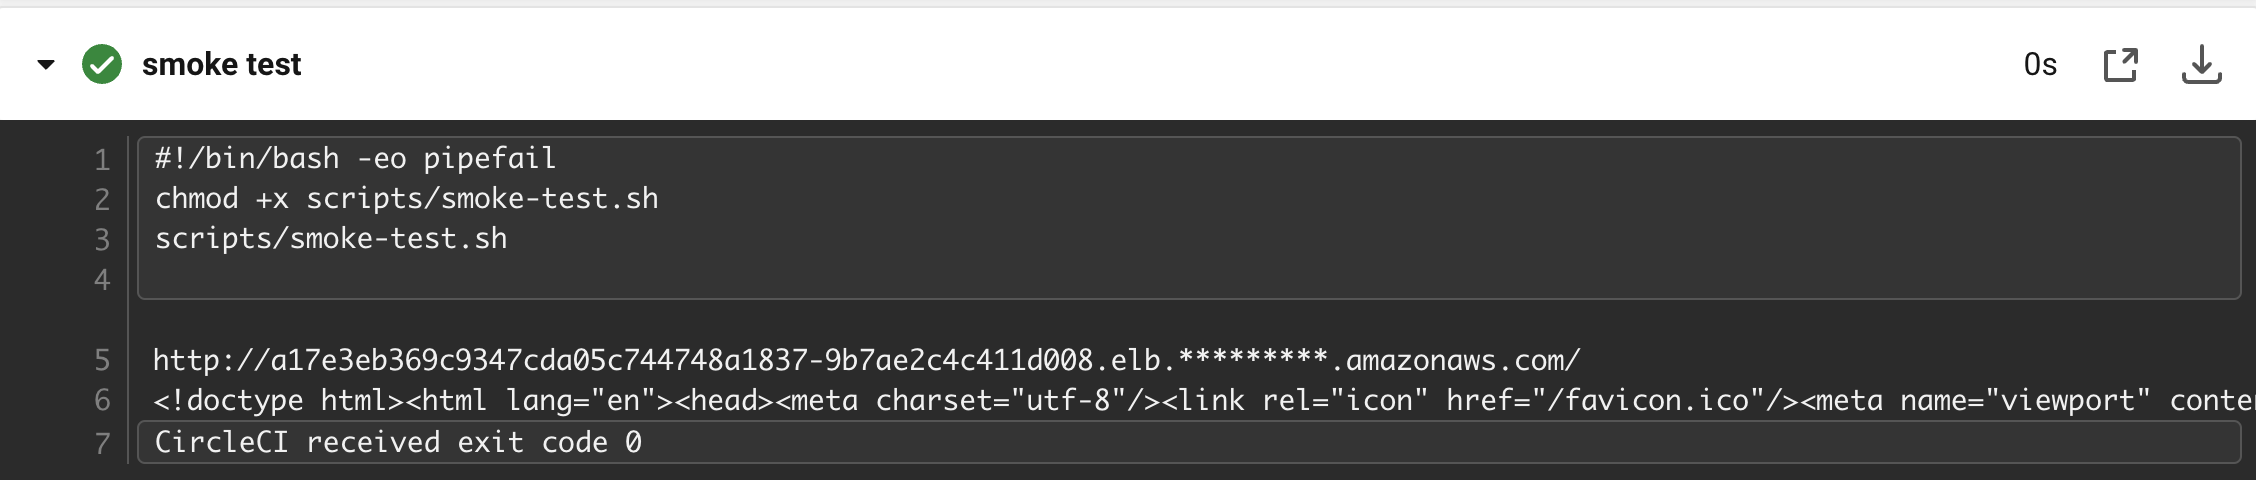 smoke test
0s
1 #!/bin/bash -eo pipefail
2 chmod +x scripts/smoke-test.sh
3 scripts/smoke-test.sh
4
5 http://a17e3eb369c9347cda05c744748a1837-9b7ae2c4c411d008.elb.*********.amazonaws.com/
6 <!doctype html><html lang="en"><head><meta charset="utf-8"/><link rel="icon" href="/favicon.ico"/><meta name="viewport" conte
7 CircleCI received exit code 0